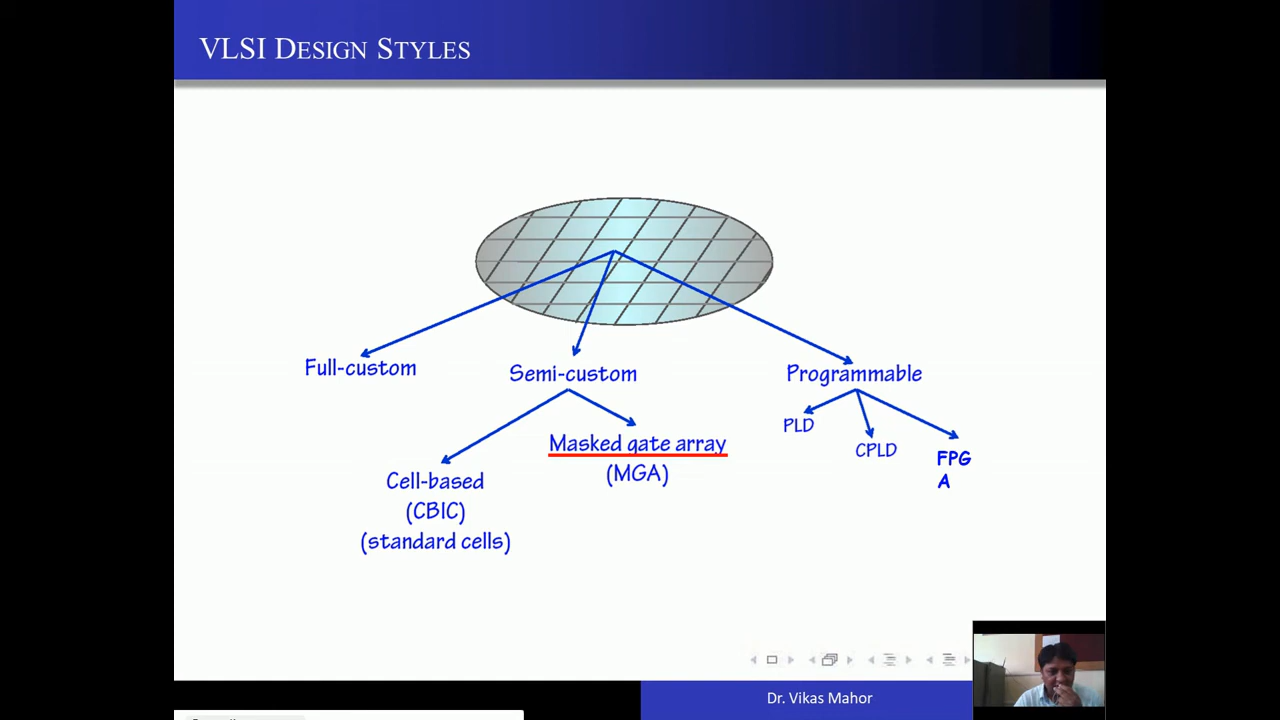 VLSI DESIGN STYLES
Full-custom
Semi-custom
Programmable
PLD
CPLD
FPG
A
Masked gate array
(MGA)
Cell-based
(CBIC)
(standard cells)
Dr. Vikas Mahor